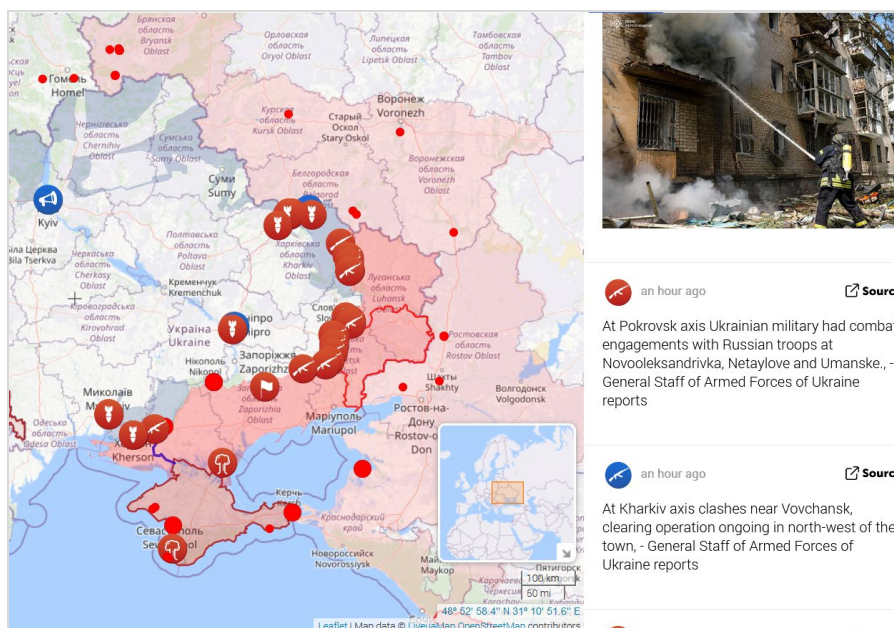 Брянська
область
Bryansk
Oblast
Орловская
область
Oryol Oblast
Липецкая
область
Lipetsk Oblast
Тамбовская
область
Tambov
Oblast
Гомель
Homel
Чернігівська
область
Chernihiv
Oblast
Сумська
область
Sumy Oblast
Курская
область
Kursk Oblast
Старый
Оскол
Stary Oskol
Воронеж
Voronezh
Воронежская
область
Voronezh
Oblast
Суми
Sumy
Белгородская
область
Kyiv
Біла Церква
Bila Tserkva
Полтавська
область
Poltava
Oblast
Харківська
область
Kharkiv
Oblast
Черкаська
область
Cherkasy
Oblast
Кременчук
Kremenchuk
Луганська
область
Luhansk
Кіровоградська
область
Kirovohrad
Oblast
Україна
Ukraine
Нікополь
Nikopol
Запоріжжя
Ростовская
область
Rostov Oblast
Шахты
Shakhty
Волгодонск
Volgodonsk
Миколаїв
Zaporizhia
Oblast
Маріуполь
Mariupol
Ростов-на-
Дону
Rostov-on-
Don
Одеська
область
Odesa Oblast
Kherson
Керчь
Краснодарский
край
Новороссийск
Novorossiysk
Maykop
100 km
50 mi
48° 52' 58.4" N 31° 10' 51.6" E
Leaflet | Map data © LiveuaMap OpenStreetMap contributors
an hour ago
At Pokrovsk axis Ukrainian military had comba
engagements with Russian troops at
Novooleksandrivka, Netaylove and Umanske., -
General Staff of Armed Forces of Ukraine
reports
an hour ago
At Kharkiv axis clashes near Vovchansk,
clearing operation ongoing in north-west of the
town, - General Staff of Armed Forces of
Ukraine reports